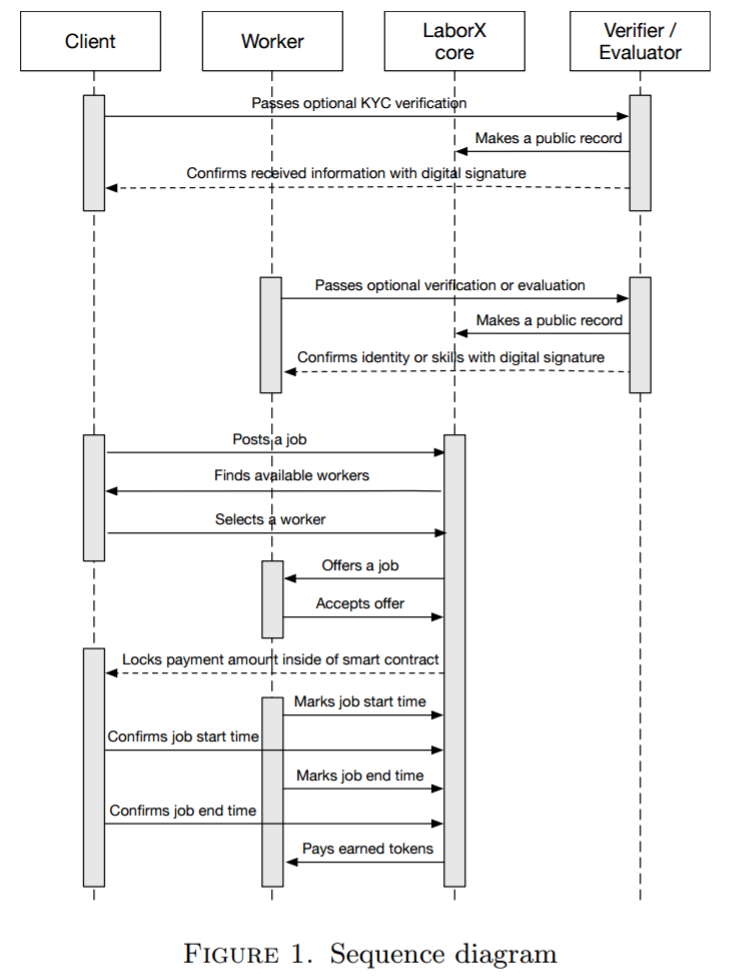 Client
Worker
LaborX
core
Verifier /
Evaluator
Passes optional KYC verification
Makes a public record
Confirms received information with digital signature
Passes optional verification or evaluation
Makes a public record
Confirms identity or skills with digital signature
Posts a job
Finds available workers
Selects a worker
Offers a job
Accepts offer
Locks payment amount inside of smart contract
Marks job start time
Confirms job start time
Marks job end time
Confirms job end time
Pays earned tokens
FIGURE 1. Sequence diagram